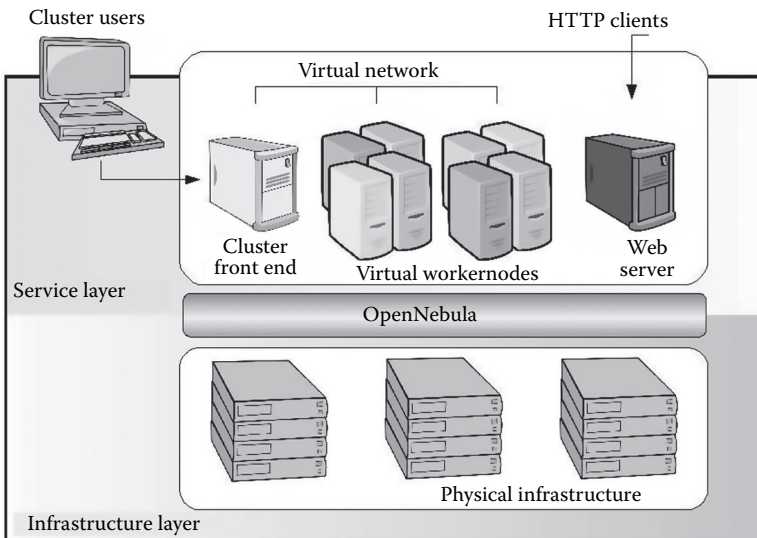 Cluster users
HTTP clients
Virtual network
Cluster
front end
Virtual workernodes
Web
server
Service layer
OpenNebula
Physical infrastructure
Infrastructure layer